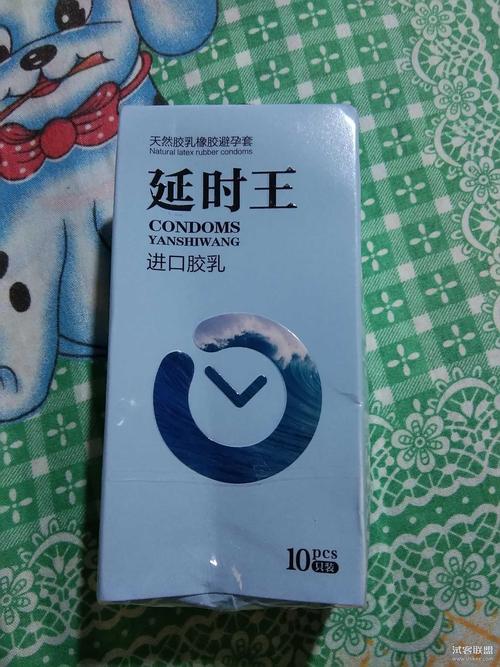 天然胶乳橡胶避孕套
Natural latex rubber condoms
延时王
CONDOMS
YANSHIWANG
进口胶乳
10pcs
只装
试客联盟